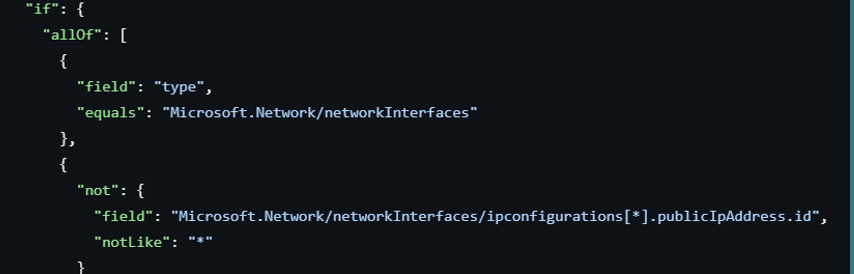 "if": {
"allOf": [
{
"field": "type",
"equals": "Microsoft.Network/networkInterfaces"
},
{
"not": {
"field": "Microsoft.Network/networkInterfaces/ipconfigurations[*].publicIpAddress.id",
"notLike": "*"
}